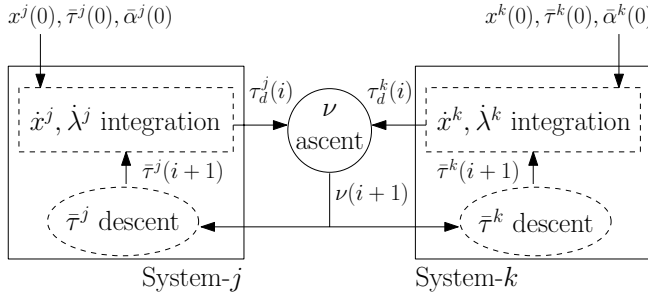 x^j(0), τ̄^j(0), ᾱ^j(0)
x^k(0), τ̄^k(0), ᾱ^k(0)
τ_d^j(i)
τ_d^k(i)
ẋ^j, λ̇^j integration
ν
ascent
ẋ^k, λ̇^k integration
τ̄^j(i + 1)
τ̄^k(i + 1)
ν(i + 1)
τ̄^j descent
τ̄^k descent
System-j
System-k